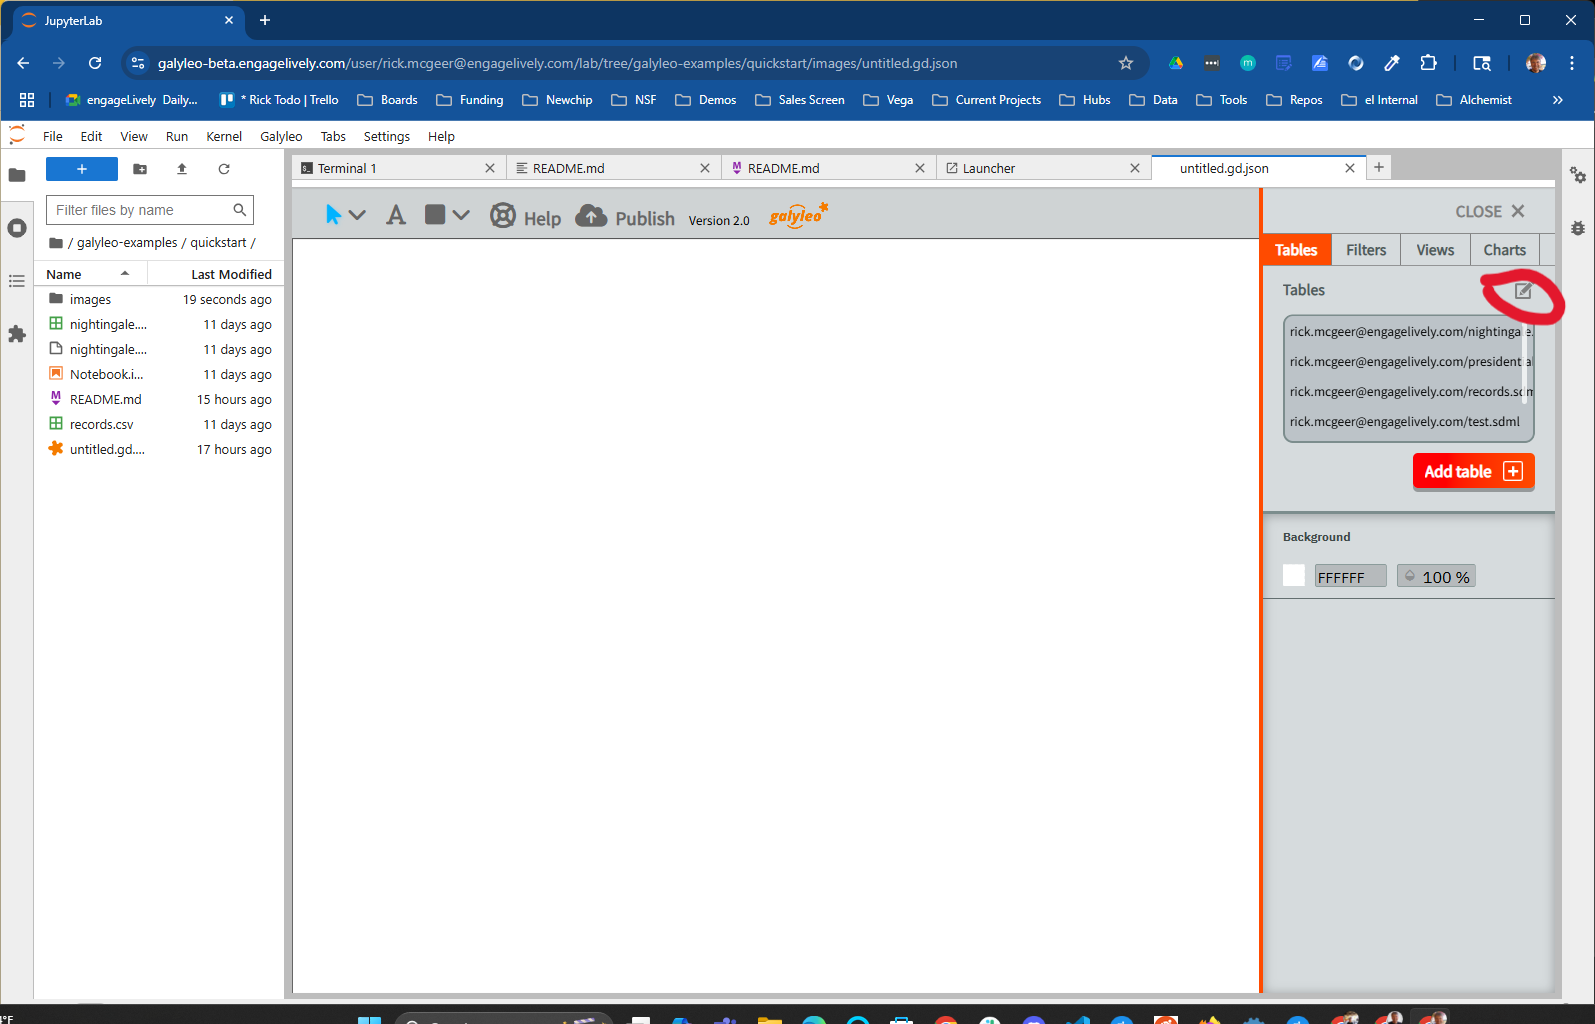 JupyterLab
galyleo-beta.engagelively.com/user/rick.mcgeer@engagelively.com/lab/tree/galyleo-examples/quickstart/images/untitled.gd.json
engageLively Daily... * Rick Todo | Trello Boards Funding Newchip NSF Demos Sales Screen Vega Current Projects Hubs Data Tools Repos el Internal Alchemist
File Edit View Run Kernel Galyleo Tabs Settings Help
Terminal 1 README.md README.md Launcher untitled.gd.json
Filter files by name
/ galyleo-examples / quickstart /
Name Last Modified
images 19 seconds ago
nightingale.... 11 days ago
nightingale.... 11 days ago
Notebook.i... 11 days ago
README.md 15 hours ago
records.csv 11 days ago
untitled.gd.... 17 hours ago
Help Publish Version 2.0 galyleo
CLOSE
Tables Filters Views Charts
Tables
rick.mcgeer@engagelively.com/nightingale.
rick.mcgeer@engagelively.com/presidential
rick.mcgeer@engagelively.com/records.sdm
rick.mcgeer@engagelively.com/test.sdml
Add table
Background
FFFFFF 100 %